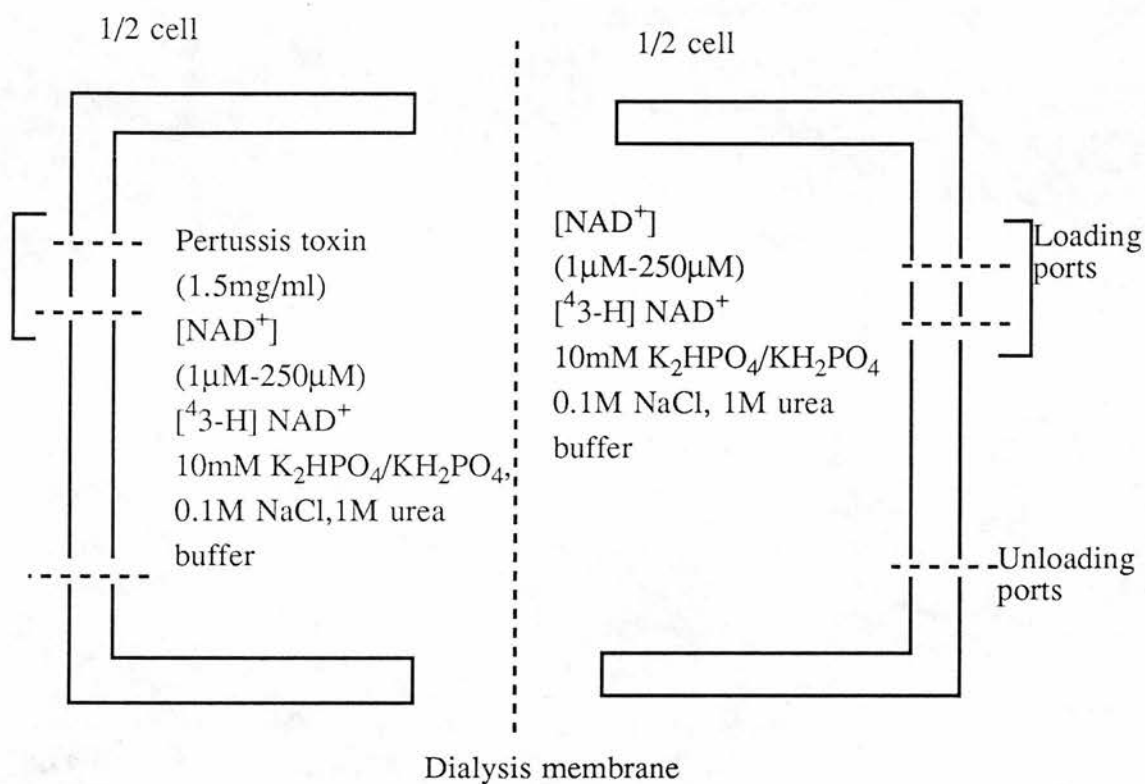 1/2 cell
1/2 cell
Pertussis toxin
(1.5mg/ml)
[NAD⁺]
(1μM-250μM)
[⁴3-H] NAD⁺
10mM K₂HPO₄/KH₂PO₄,
0.1M NaCl,1M urea
buffer
[NAD⁺]
(1μM-250μM)
[⁴3-H] NAD⁺
10mM K₂HPO₄/KH₂PO₄
0.1M NaCl, 1M urea
buffer
Loading
ports
Unloading
ports
Dialysis membrane